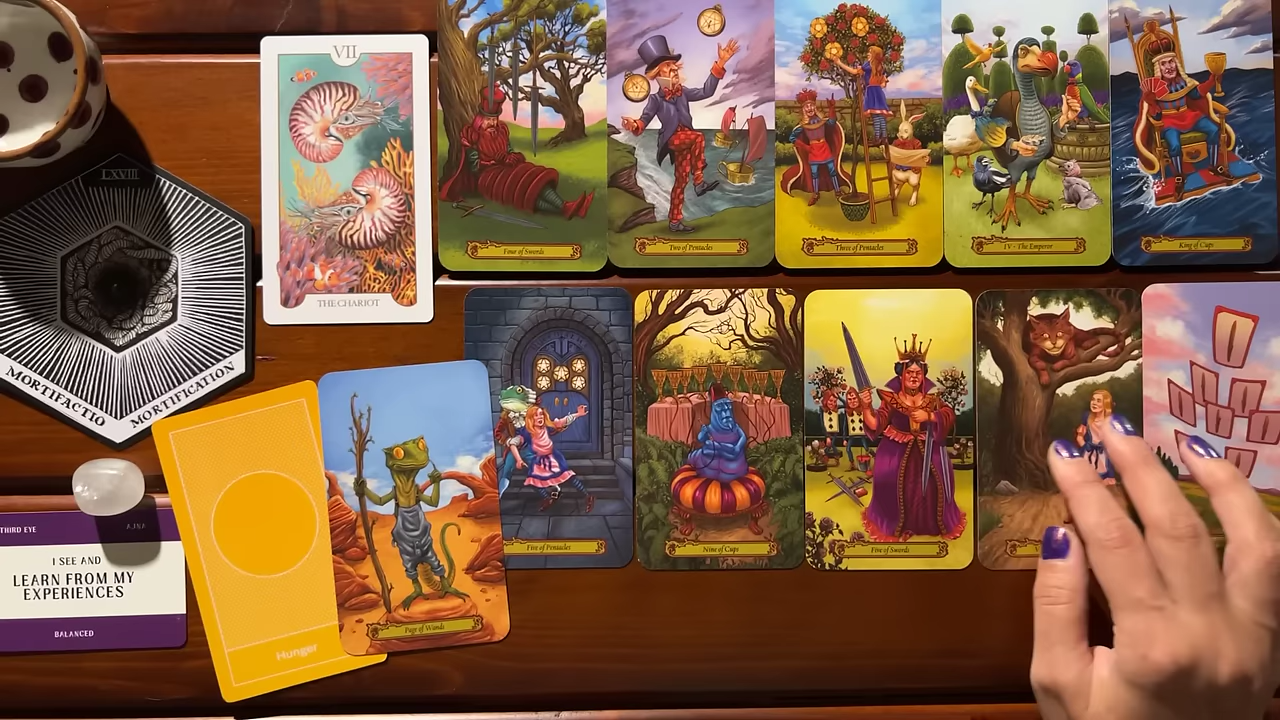 VII
THE CHARIOT
Four of Swords
Two of Pentacles
Three of Pentacles
IV - The Emperor
King of Cups
LXVIII
MORTIFICATIO
MORTIFICATION
Five of Pentacles
Nine of Cups
Five of Swords
Page of Wands
Hunger
THIRD EYE
AJNA
I SEE AND
LEARN FROM MY
EXPERIENCES
BALANCED